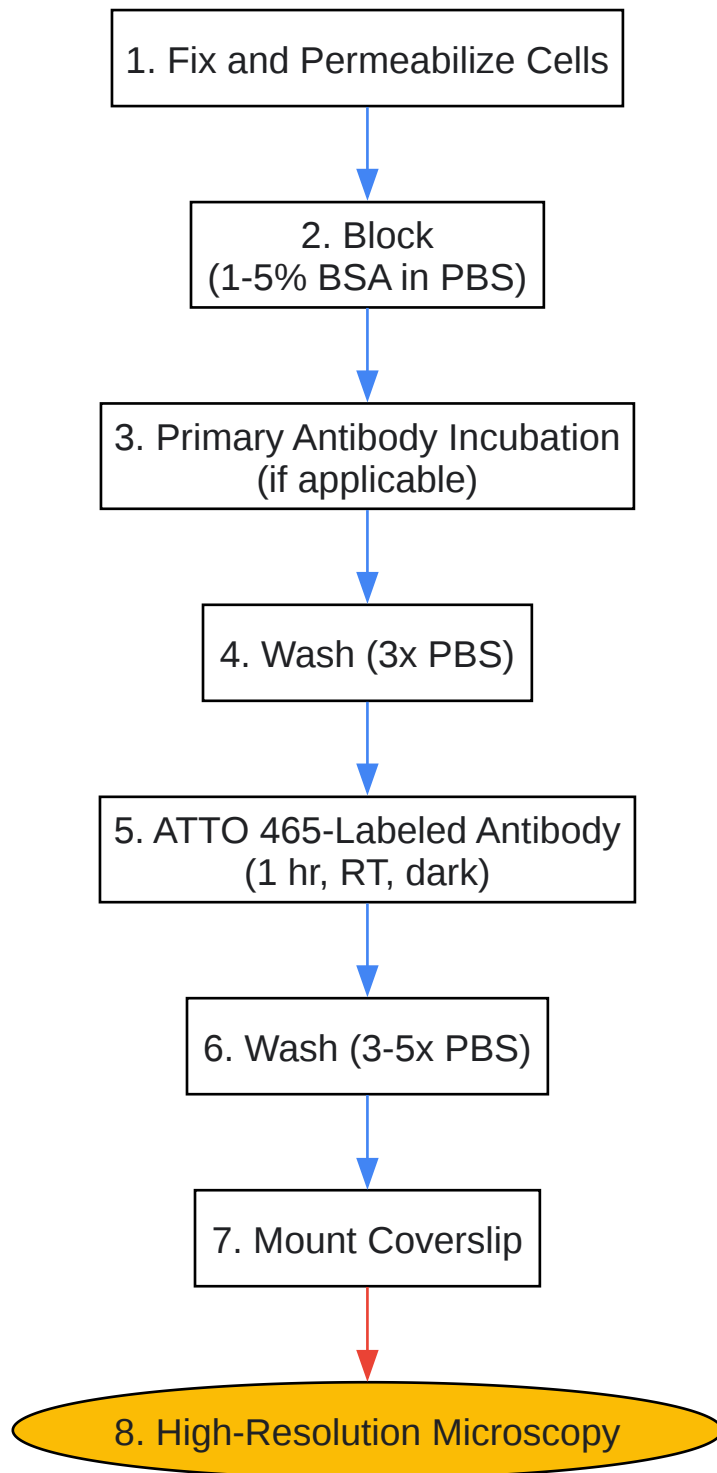 1. Fix and Permeabilize Cells
2. Block
(1-5% BSA in PBS)
3. Primary Antibody Incubation
(if applicable)
4. Wash (3x PBS)
5. ATTO 465-Labeled Antibody
(1 hr, RT, dark)
6. Wash (3-5x PBS)
7. Mount Coverslip
8. High-Resolution Microscopy